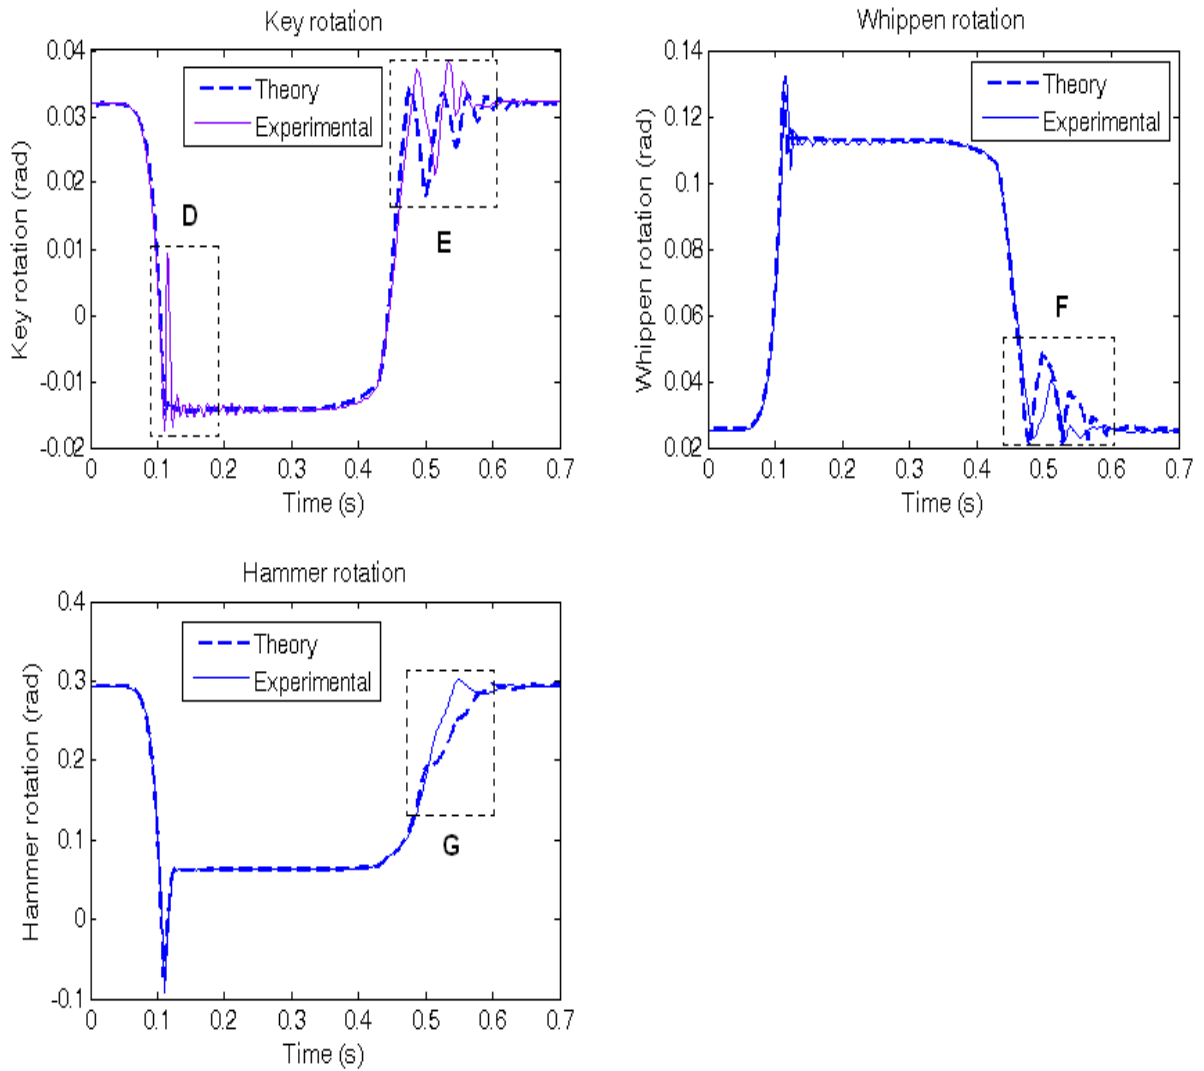 Key rotation
0.04
0.03
0.02
0.01
0
-0.01
-0.02
Key rotation (rad)
Theory
Experimental
D
E
0 0.1 0.2 0.3 0.4 0.5 0.6 0.7
Time (s)
Whippen rotation
0.14
0.12
0.1
0.08
0.06
0.04
0.02
Whippen rotation (rad)
Theory
Experimental
F
0 0.1 0.2 0.3 0.4 0.5 0.6 0.7
Time (s)
Hammer rotation
0.4
0.3
0.2
0.1
0
-0.1
Hammer rotation (rad)
Theory
Experimental
G
0 0.1 0.2 0.3 0.4 0.5 0.6 0.7
Time (s)